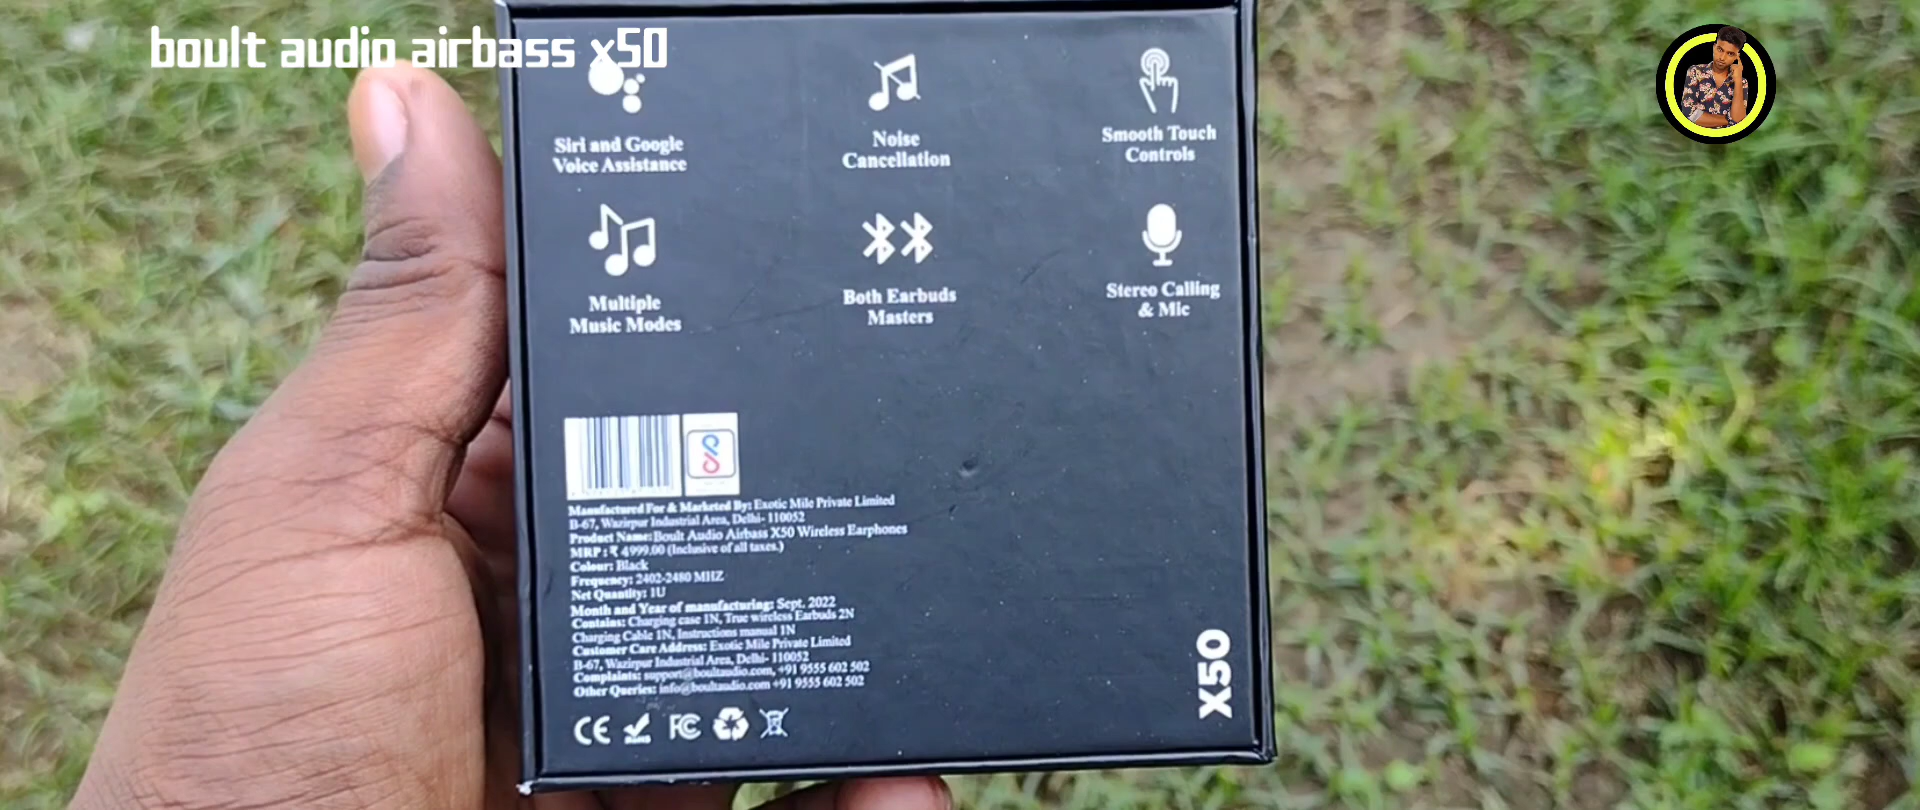 boult audio airbass x50
Siri and Google
Voice Assistance
Noise
Cancellation
Smooth Touch
Controls
Multiple
Music Modes
Both Earbuds
Masters
Stereo Calling
& Mic
Manufactured For & Marketed By: Exotic Mile Private Limited
B-67, Wazirpur Industrial Area, Delhi- 110052
Product Name: Boult Audio Airbass X50 Wireless Earphones
MRP : ₹ 4999.00 (Inclusive of all taxes.)
Colour: Black
Frequency: 2402-2480 MHZ
Net Quantity: 1U
Month and Year of manufacturing: Sept. 2022
Contains: Charging case 1N, True wireless Earbuds 2N
Charging Cable 1N, Instructions manual 1N
Customer Care Address: Exotic Mile Private Limited
B-67, Wazirpur Industrial Area, Delhi- 110052
Complaints: support@boultaudio.com, +91 9555 602 502
Other Queries: info@boultaudio.com +91 9555 602 502
CE RoHS FC
X50